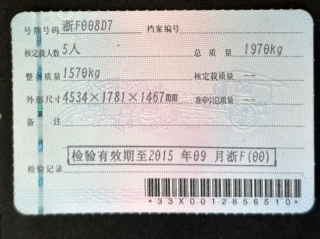 号牌号码 浙F008D7 档案编号
核定载人数 5人 总质量 1970kg
整备质量 1570kg 核定载质量 --
外廓尺寸 4534×1781×1467mm 准牵引总质量 --
备注
检验有效期至2015 年 09 月浙F(00)
检验记录
*33X0012856510*